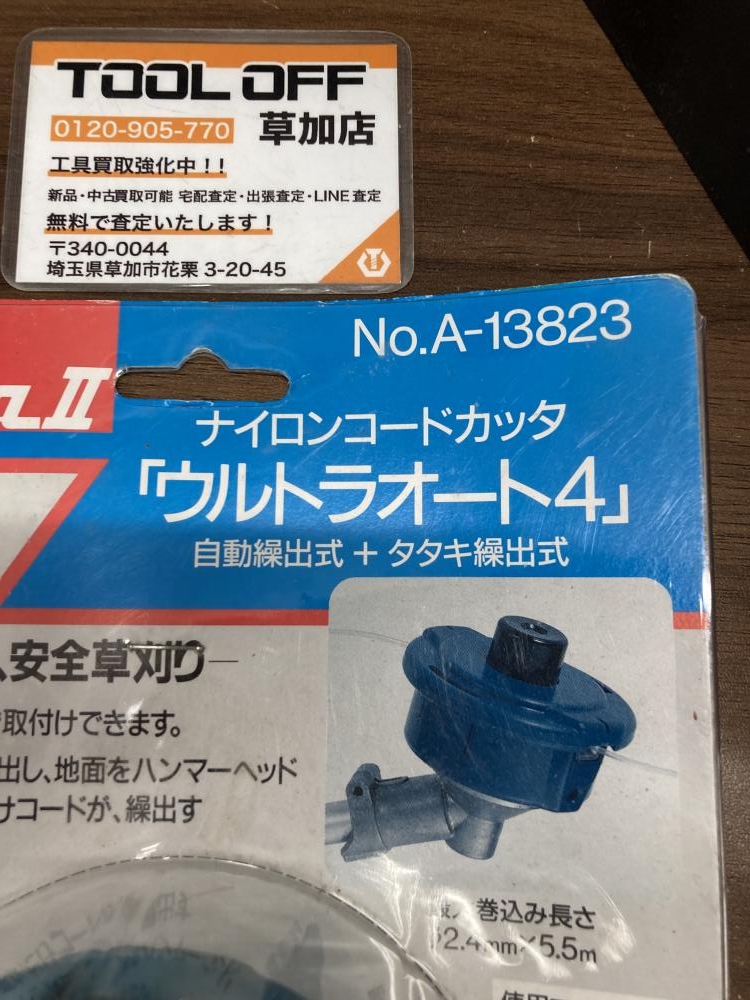 TOOL OFF
0120-905-770 草加店
工具買取強化中！！
新品・中古買取可能 宅配査定・出張査定・LINE査定
無料で査定いたします！
〒340-0044
埼玉県草加市花栗 3-20-45
No.A-13823
II
ナイロンコードカッタ
「ウルトラオート4」
自動繰出式 + タタキ繰出式
、安全草刈り
取付けできます。
出し、地面をハンマーヘッド
けコードが、繰出す
巻込み長さ
2.4mm×5.5m